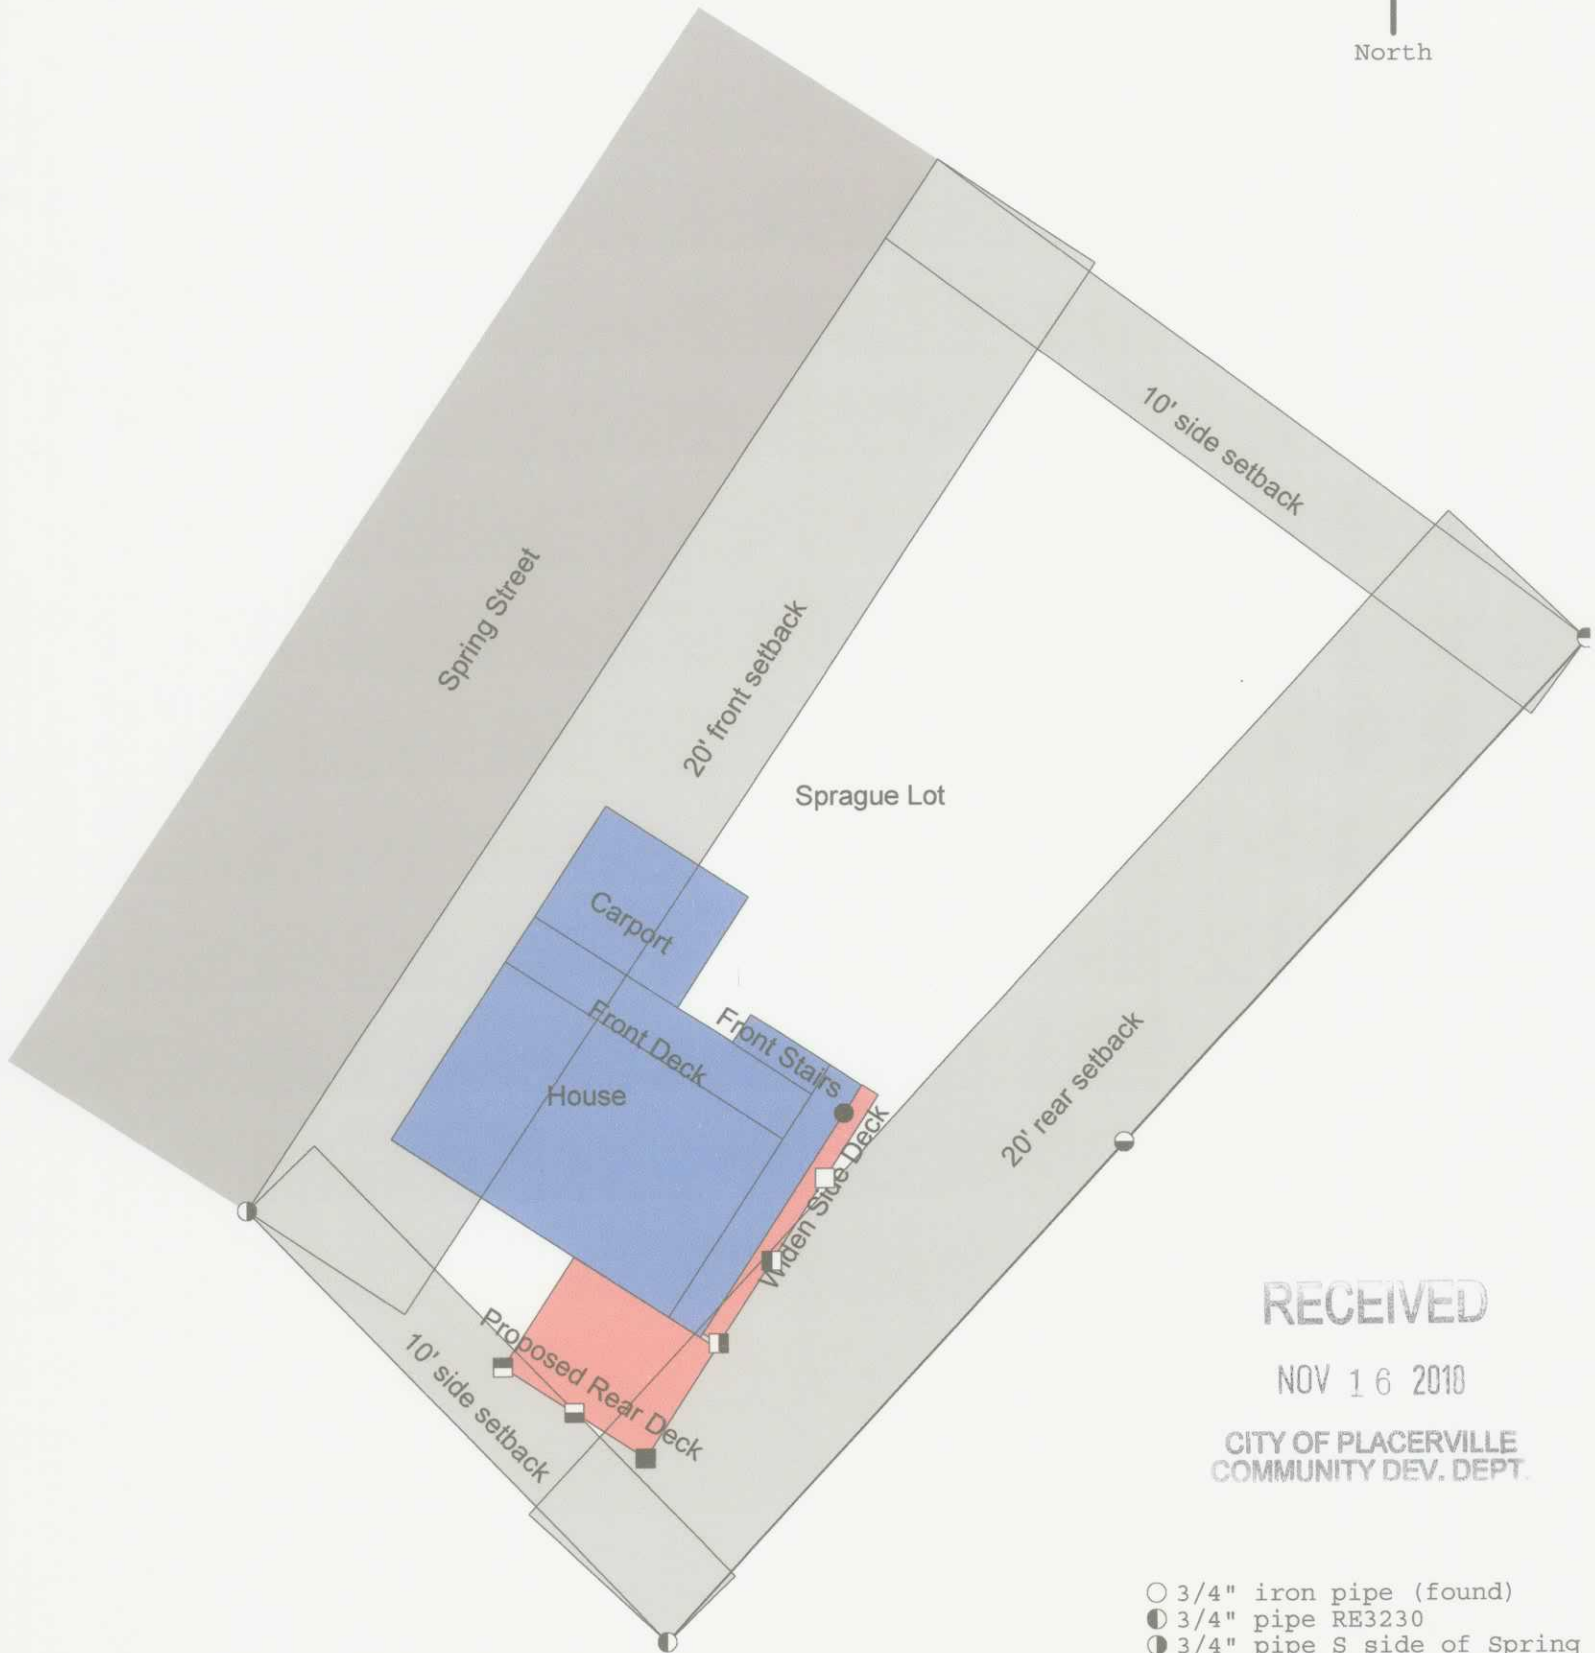 North
10' side setback
Spring Street
20' front setback
Sprague Lot
Carport
Front Deck
Front Stairs
House
Widen Side Deck
20' rear setback
Proposed Rear Deck
10' side setback
RECEIVED
NOV 16 2018
CITY OF PLACERVILLE
COMMUNITY DEV. DEPT.
3/4" iron pipe (found)
3/4" pipe RE3230
3/4" pipe S side of Spring